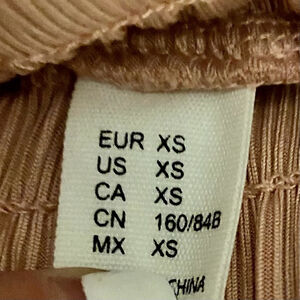 EUR XS
US XS
CA XS
CN 160/84B
MX XS
CHINA